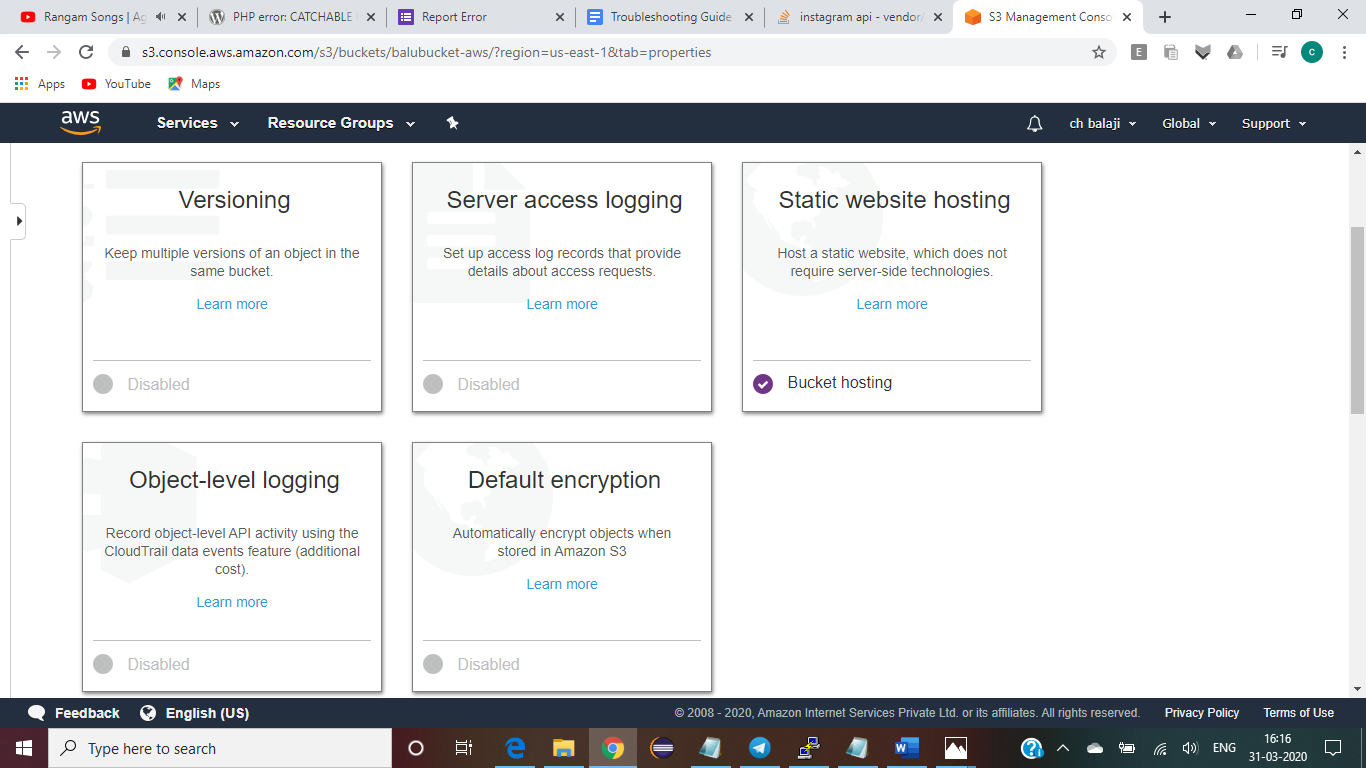 Rangam Songs | Ag
PHP error: CATCHABLE
Report Error
Troubleshooting Guide
instagram api - vendor/
S3 Management Conso
s3.console.aws.amazon.com/s3/buckets/balubucket-aws/?region=us-east-1&tab=properties
E
c
Apps
YouTube
Maps
aws
Services
Resource Groups
ch balaji
Global
Support
Versioning
Keep multiple versions of an object in the
same bucket.
Learn more
Disabled
Server access logging
Set up access log records that provide
details about access requests.
Learn more
Disabled
Static website hosting
Host a static website, which does not
require server-side technologies.
Learn more
Bucket hosting
Object-level logging
Record object-level API activity using the
CloudTrail data events feature (additional
cost).
Learn more
Disabled
Default encryption
Automatically encrypt objects when
stored in Amazon S3
Learn more
Disabled
Feedback
English (US)
© 2008 - 2020, Amazon Internet Services Private Ltd. or its affiliates. All rights reserved.
Privacy Policy
Terms of Use
Type here to search
ENG
16:16
31-03-2020